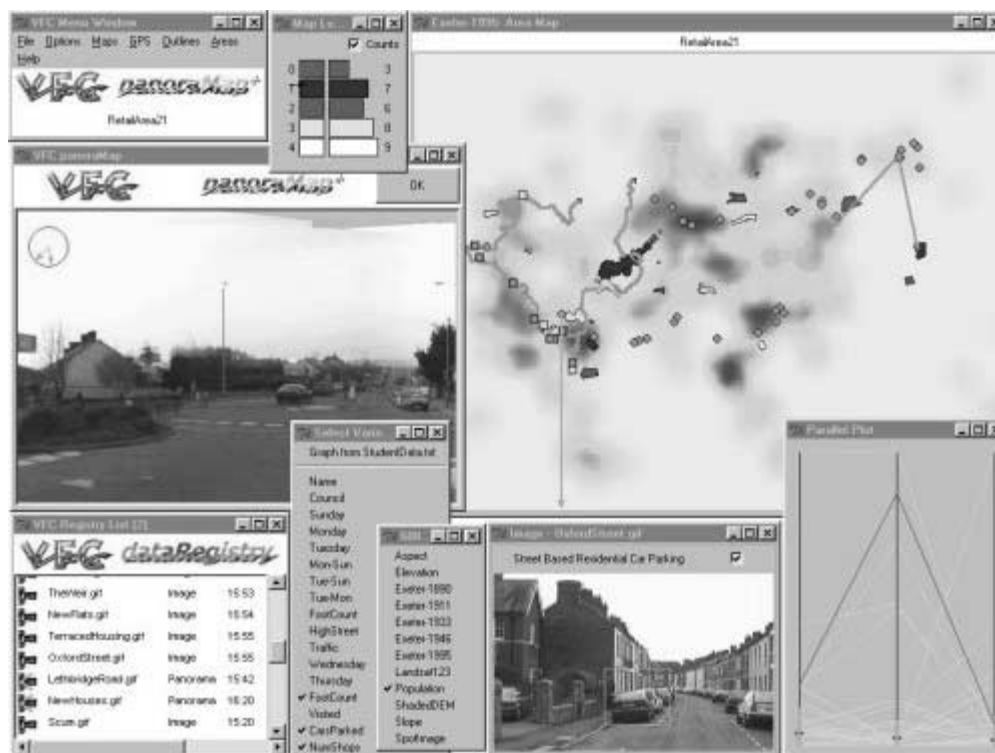 VFC Menu Window
File Options Maps GPS Outlines Areas
Help
VFC panoraMap+
RetailArea21
Counts
0 3
1 7
2 6
3 8
4 9
Exeter-1995: Area Map
RetailArea21
VFC panoraMap
VFC panoraMap+
OK
Graph from StudentData.txt
Name
Council
Sunday
Monday
Tuesday
Mon-Sun
Tue-Sun
Tue-Mon
FootCount
HighStreet
Traffic
Wednesday
Thursday
FootCount
Visited
CarsParked
NumShops
VFC Registry List [2]
VFC dataRegistry
TheWeir.gif Image 15:53
NewFlats.gif Image 15:54
TerracedHousing.gif Image 15:55
OxfordStreet.gif Image 15:55
LethbridgeRoad.gif Panorama 15:42
NewHouses.gif Panorama 16:20
Scum.gif Image 15:20
Aspect
Elevation
Exeter-1890
Exeter-1911
Exeter-1933
Exeter-1946
Exeter-1995
Landsat123
Population
ShadedDEM
Slope
SpotImage
Image - OxfordStreet.gif
Street Based Residential Car Parking
Parallel Plot